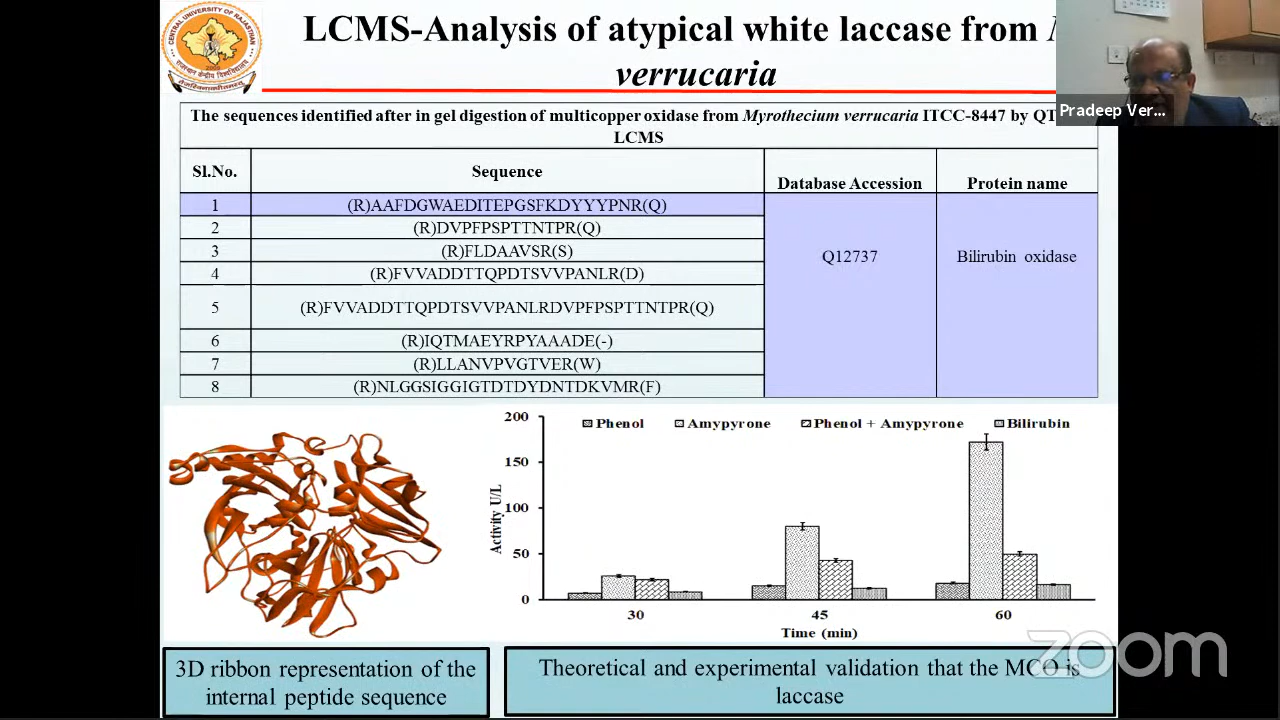 LCMS-Analysis of atypical white laccase from
verrucaria
CENTRAL UNIVERSITY OF RAJASTHAN
Pradeep Ver...
The sequences identified after in gel digestion of multicopper oxidase from Myrothecium verrucaria ITCC-8447 by
LCMS
Sl.No. Sequence Database Accession Protein name
1 (R)AAFDGWAEDITEPGSFKDYYYPNR(Q)
2 (R)DVPFPSPTTNTPR(Q)
3 (R)FLDAAVSR(S) Q12737 Bilirubin oxidase
4 (R)FVVADDTTQPDTSVVPANLR(D)
5 (R)FVVADDTTQPDTSVVPANLRDVPFPSPTTNTPR(Q)
6 (R)IQTMAEYRPYAAADE(-)
7 (R)LLANVPVGTVER(W)
8 (R)NLGGSIGGIGTDTDYDNTDKVMR(F)
200
150
100
50
0
Activity U/L
Phenol Amypyrone Phenol + Amypyrone Bilirubin
30 45 60
Time (min)
zoom
3D ribbon representation of the
internal peptide sequence
Theoretical and experimental validation that the MCO is
laccase